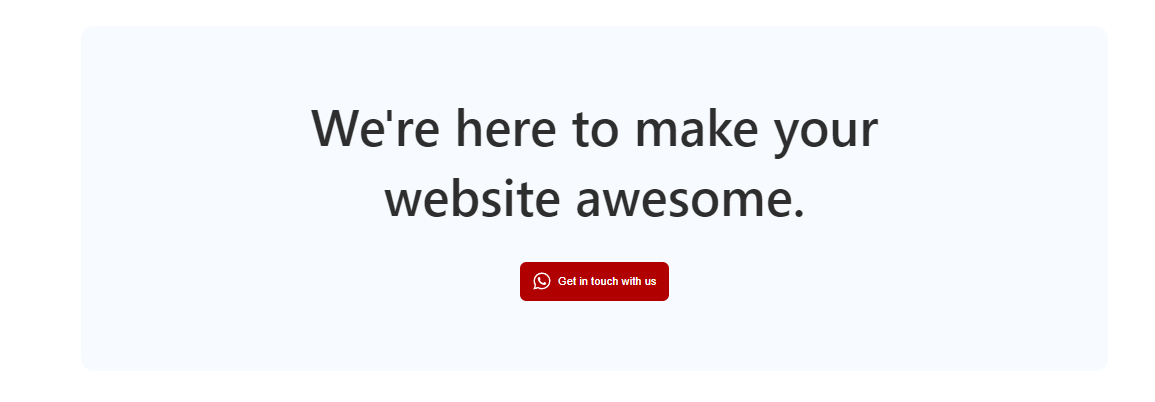 We're here to make your
website awesome.
Get in touch with us